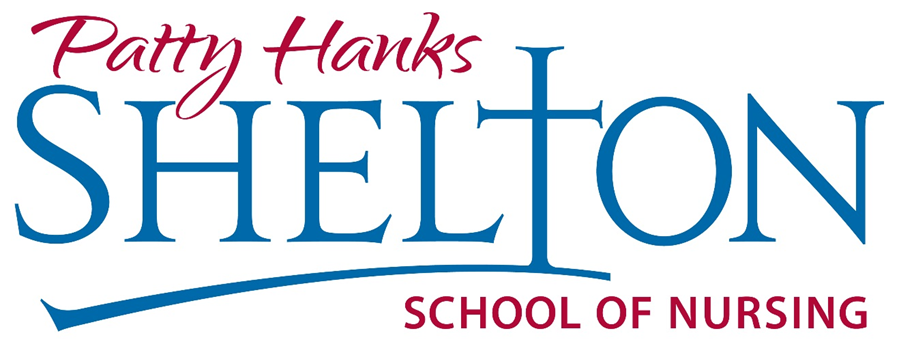 Patty Hanks
SHELTON
SCHOOL OF NURSING